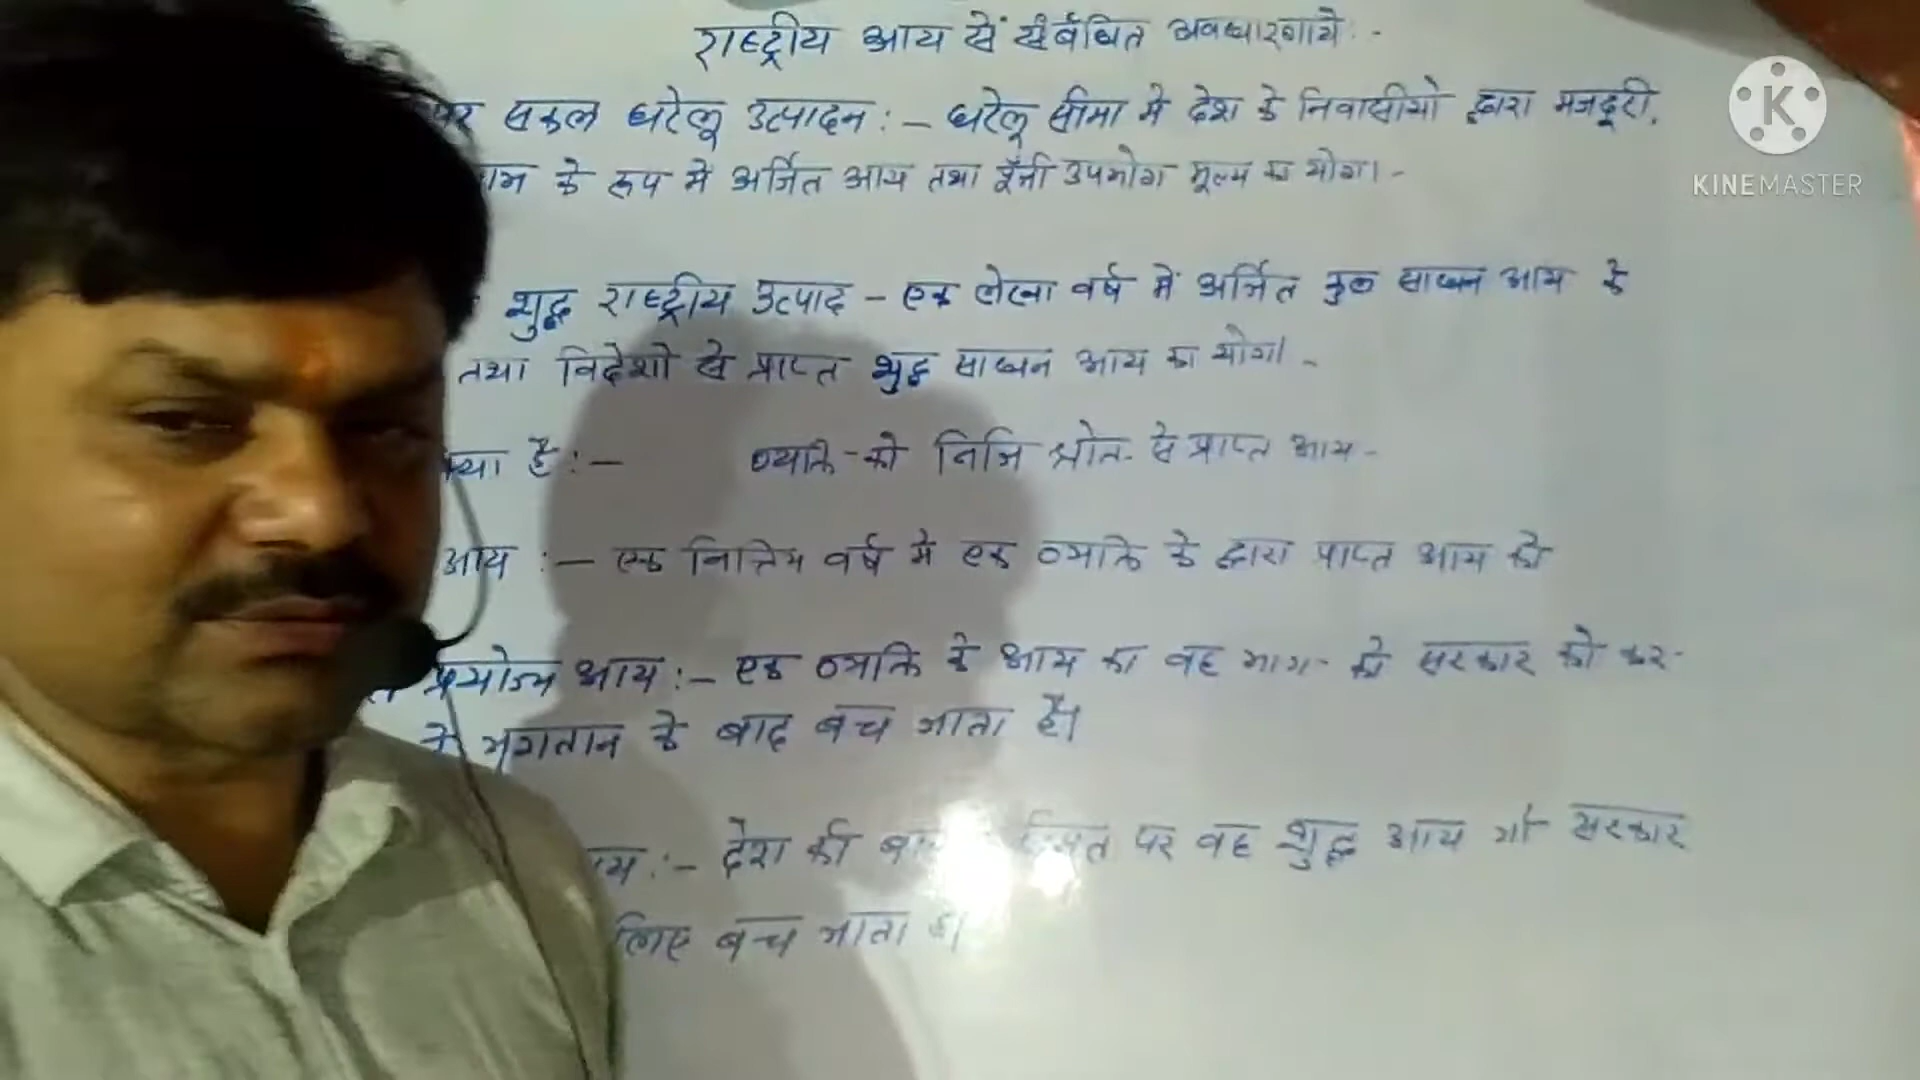 राष्ट्रीय आय सें संबंधित अवधारणाये :-
पर सकल घरेलू उत्पादन :- घरेलू सीमा मे देश के निवासीयो द्वारा मजदूरी,
के रूप मे अर्जित आय तथा पूँजी उपभोग मूल्य का योग। -
शुद्ध राष्ट्रीय उत्पाद - एक लेखा वर्ष में अर्जित कुल साधन आय के
तथा विदेशो से प्राप्त शुद्ध साधन आय का योग। -
क्या है :- व्यक्ति को निजि श्रोत से प्राप्त आय -
आय :- एक वित्तिय वर्ष मे एक व्यक्ति के द्वारा प्राप्त आय को
प्रयोज्य आय :- एक व्यक्ति के आय का वह भाग जो सरकार को कर
के भुगतान के बाद बच जाता है।
:- देश की पर वह शुद्ध आय जो सरकार
लिए बच जाता है।
KINEMASTER